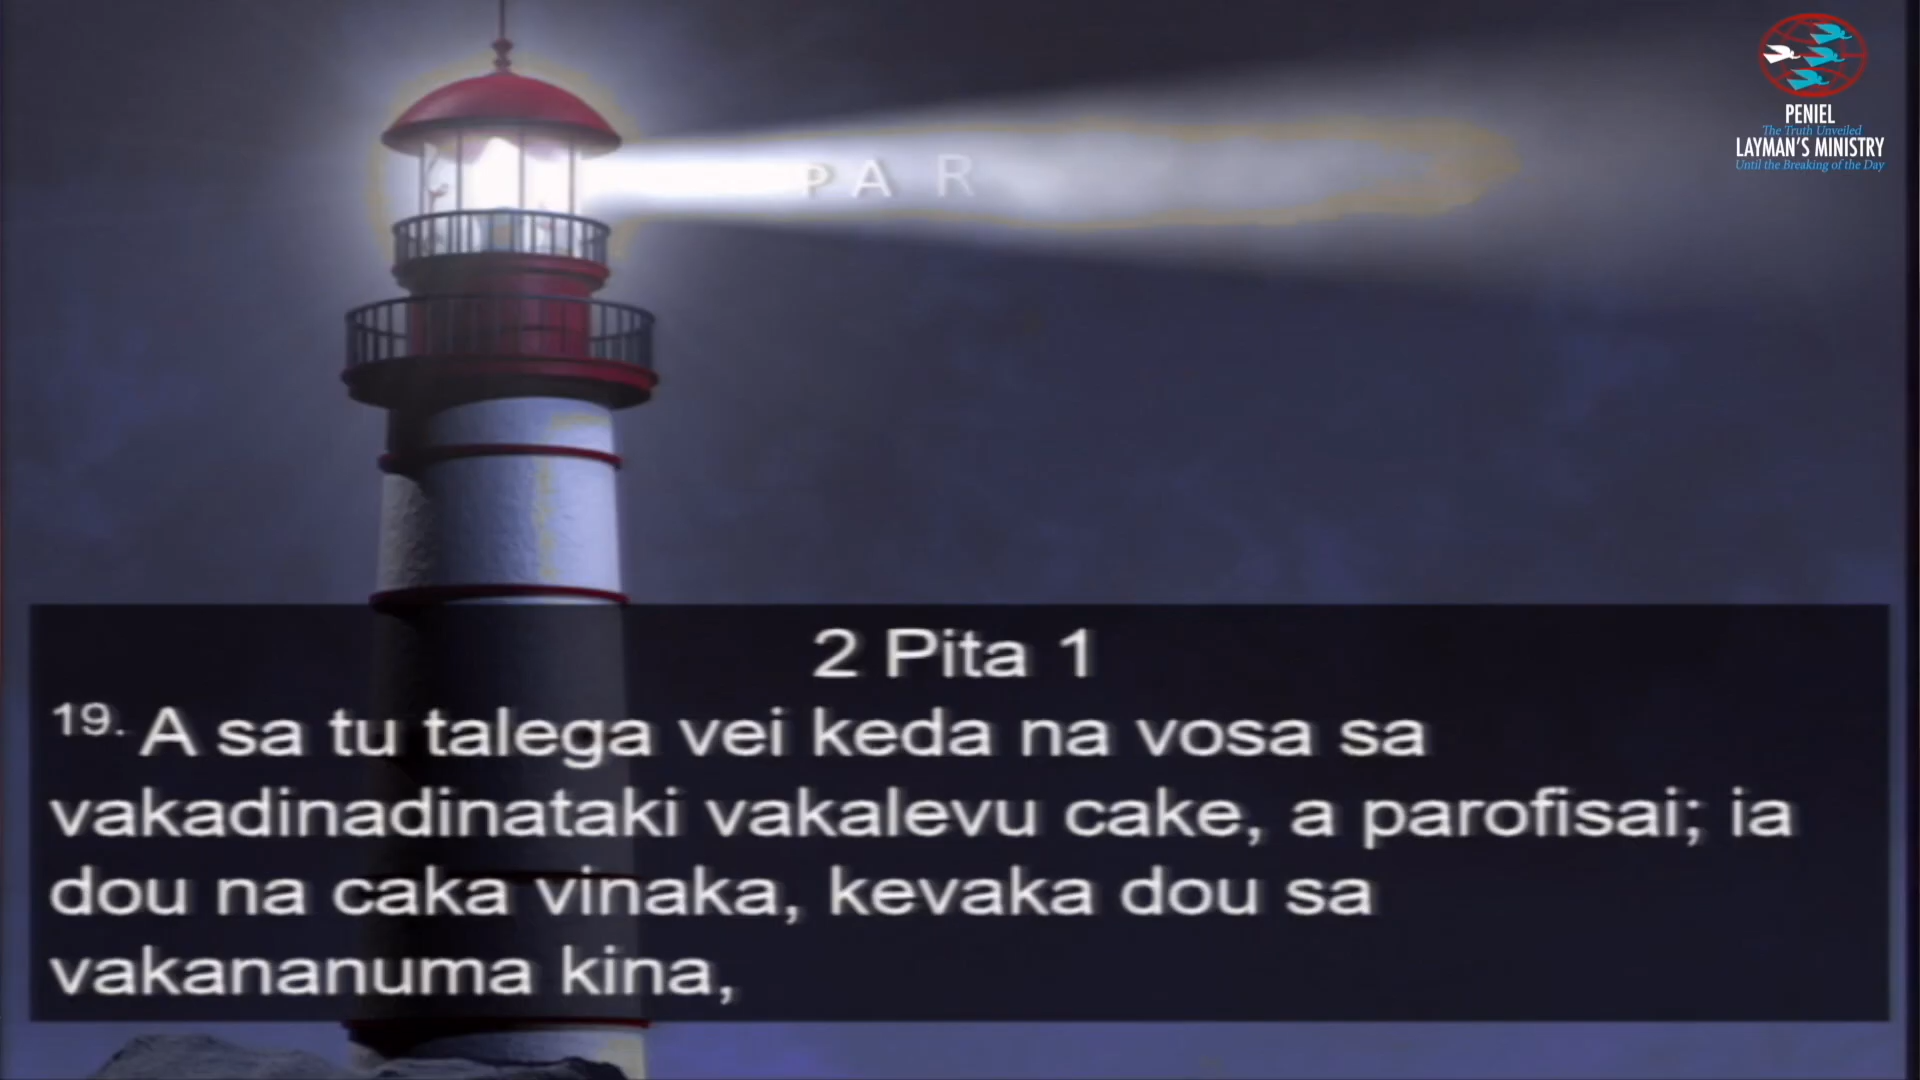 PENIEL
The Truth Unveiled
LAYMAN'S MINISTRY
Until the Breaking of the Day
P A R
2 Pita 1
19. A sa tu talega vei keda na vosa sa
vakadinadinataki vakalevu cake, a parofisai; ia
dou na caka vinaka, kevaka dou sa
vakananuma kina,